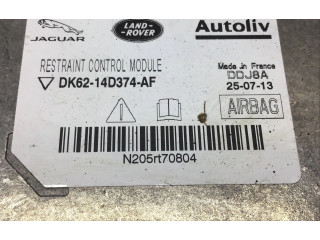 JAGUAR
LAND-
ROVER
Autoliv
RESTRAINT CONTROL MODULE
DK62-14D374-AF
Made in France
DDJ8A
25-07-13
AIRBAG
N205rt70804